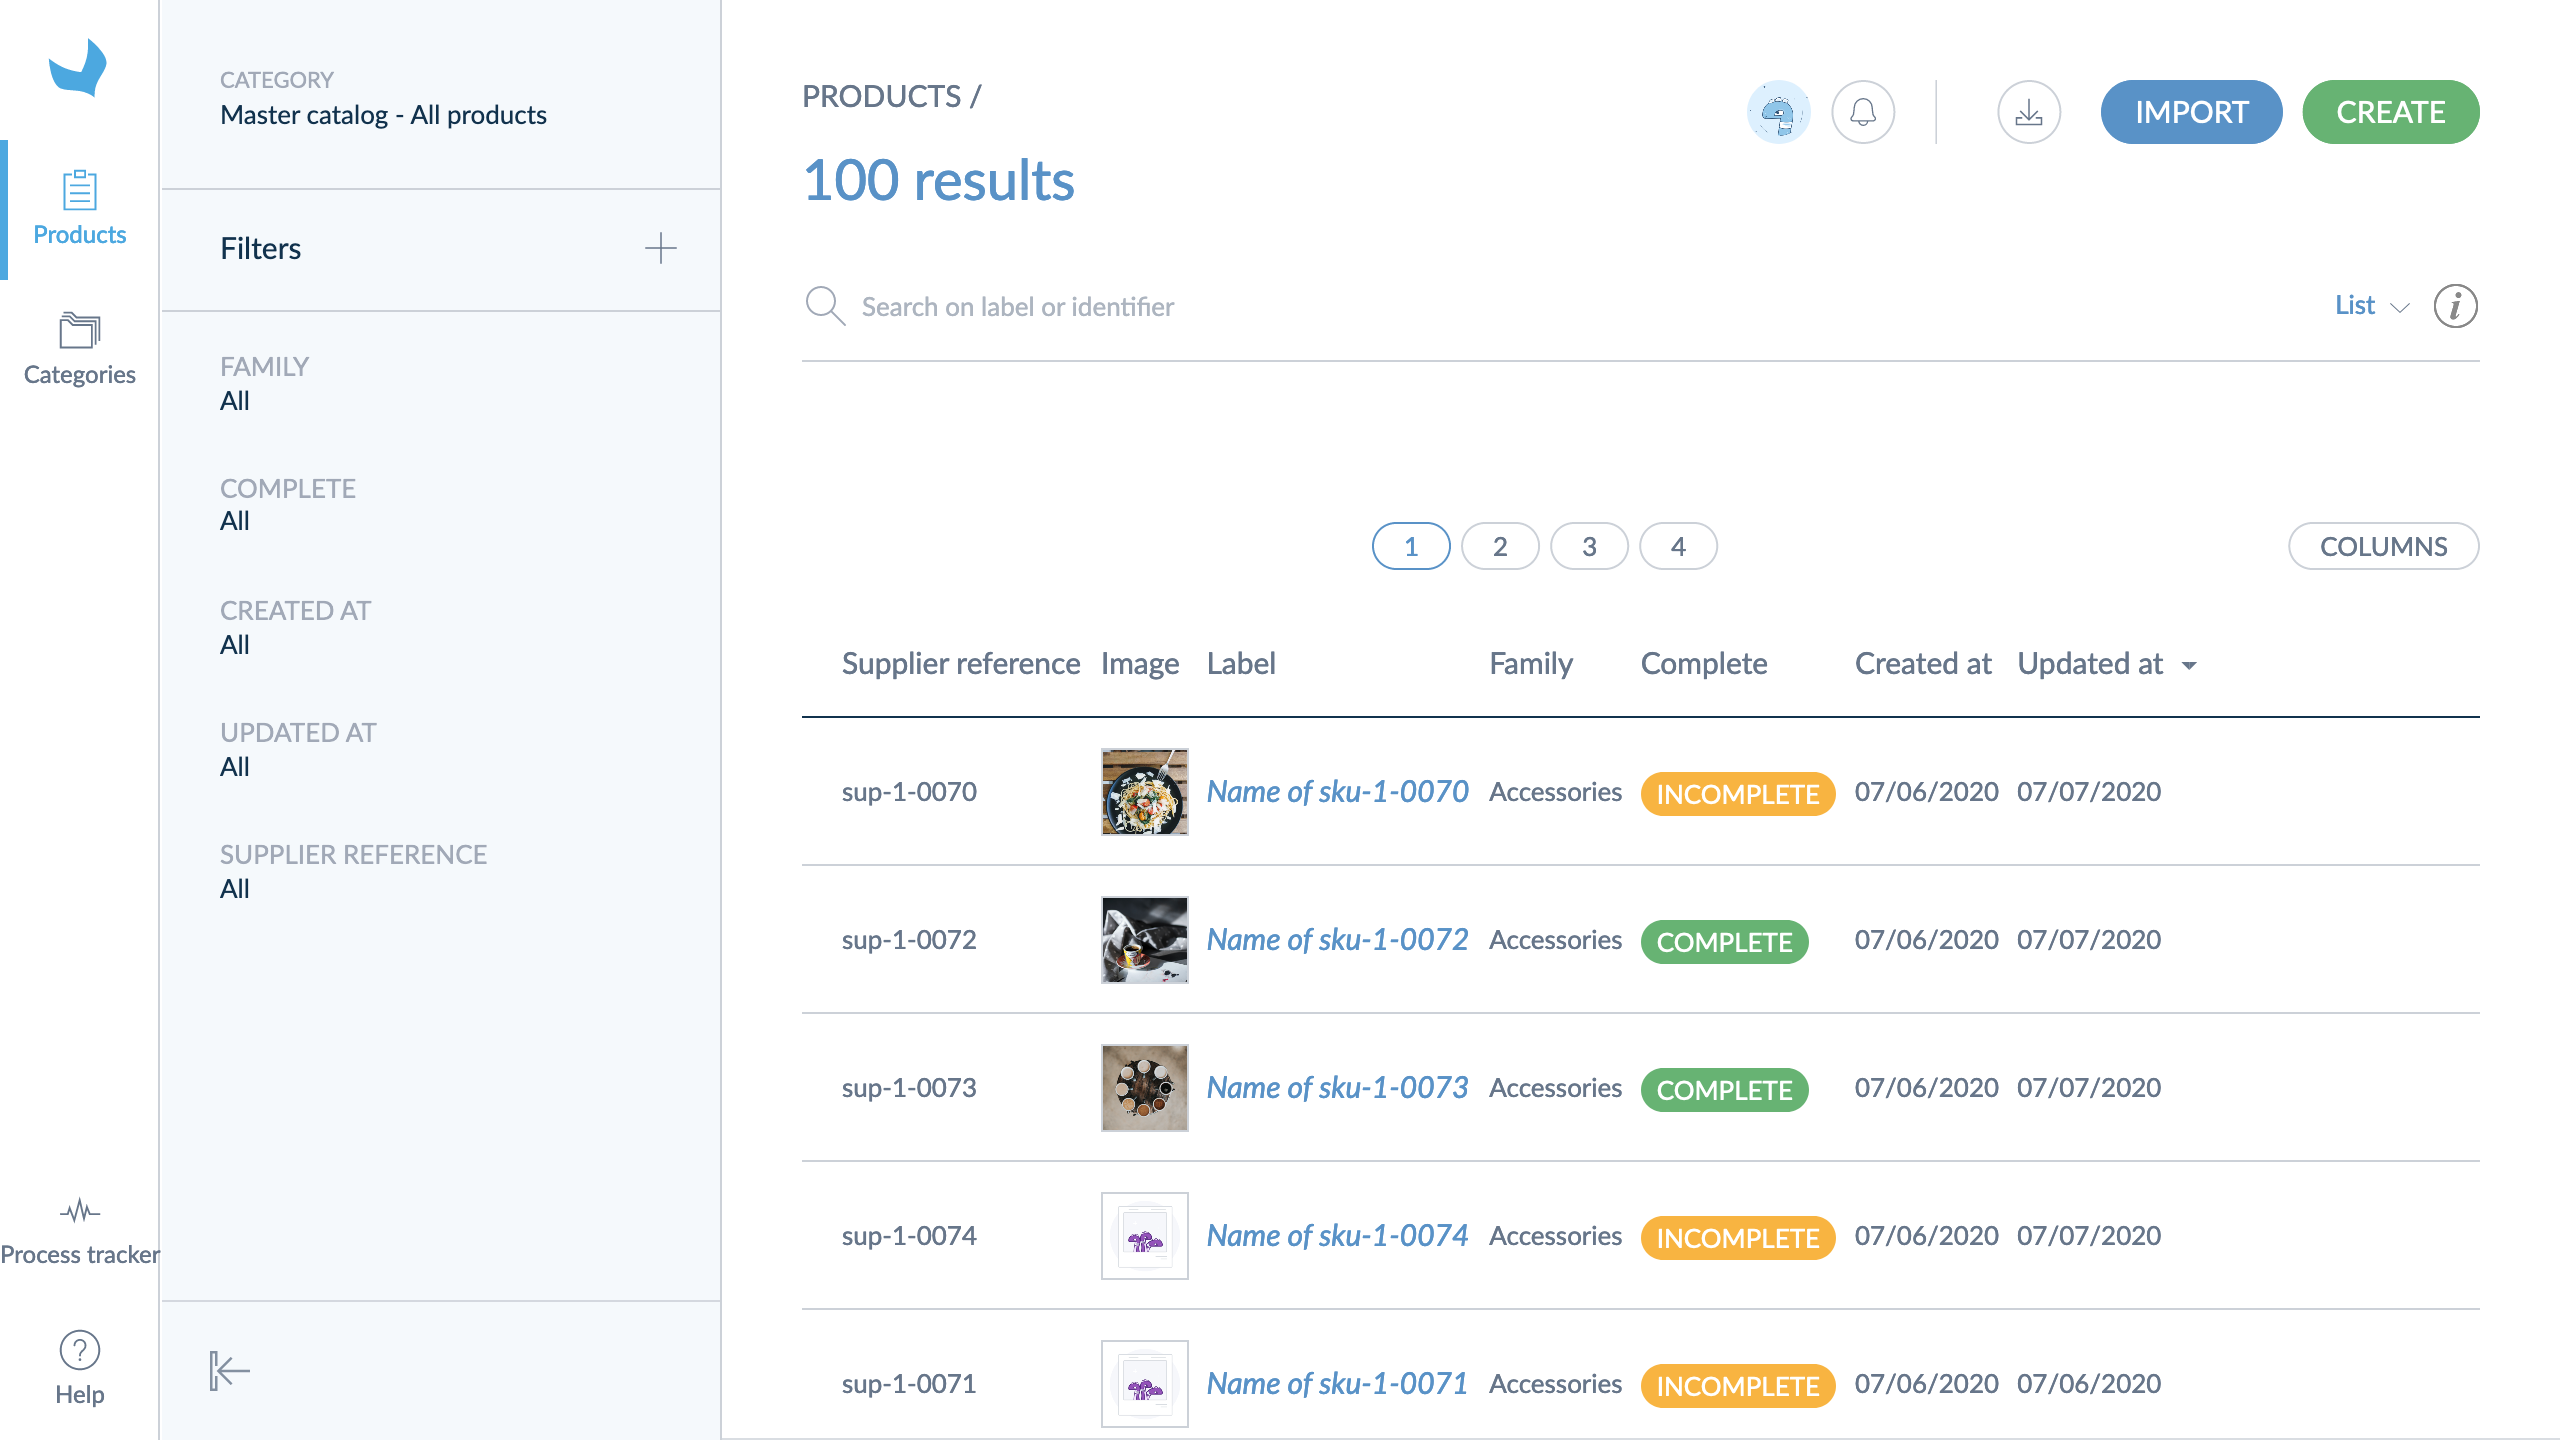 Products
Categories
Process tracker
Help
CATEGORY
Master catalog - All products
Filters
FAMILY
All
COMPLETE
All
CREATED AT
All
UPDATED AT
All
SUPPLIER REFERENCE
All
PRODUCTS /
IMPORT
CREATE
100 results
Search on label or identifier
List
1 2 3 4
COLUMNS
Supplier reference Image Label Family Complete Created at Updated at
sup-1-0070 Name of sku-1-0070 Accessories INCOMPLETE 07/06/2020 07/07/2020
sup-1-0072 Name of sku-1-0072 Accessories COMPLETE 07/06/2020 07/07/2020
sup-1-0073 Name of sku-1-0073 Accessories COMPLETE 07/06/2020 07/07/2020
sup-1-0074 Name of sku-1-0074 Accessories INCOMPLETE 07/06/2020 07/07/2020
sup-1-0071 Name of sku-1-0071 Accessories INCOMPLETE 07/06/2020 07/06/2020